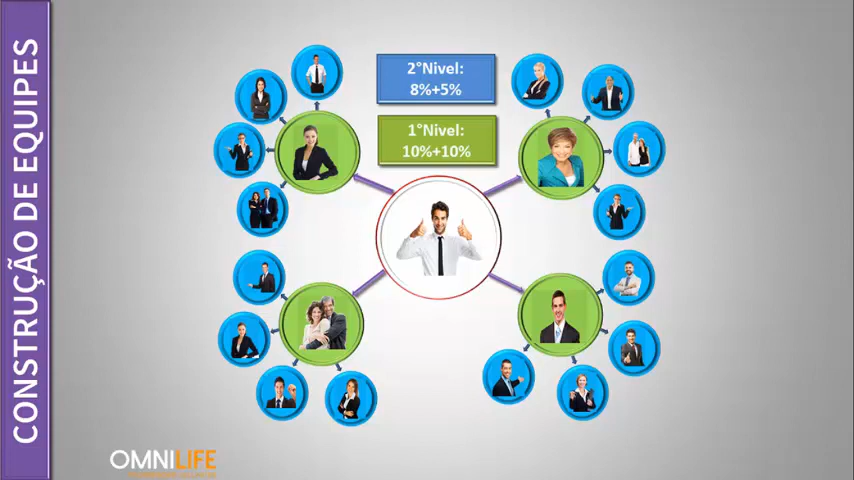 CONSTRUÇÃO DE EQUIPES
2°Nivel:
8%+5%
1°Nivel:
10%+10%
OMNILIFE